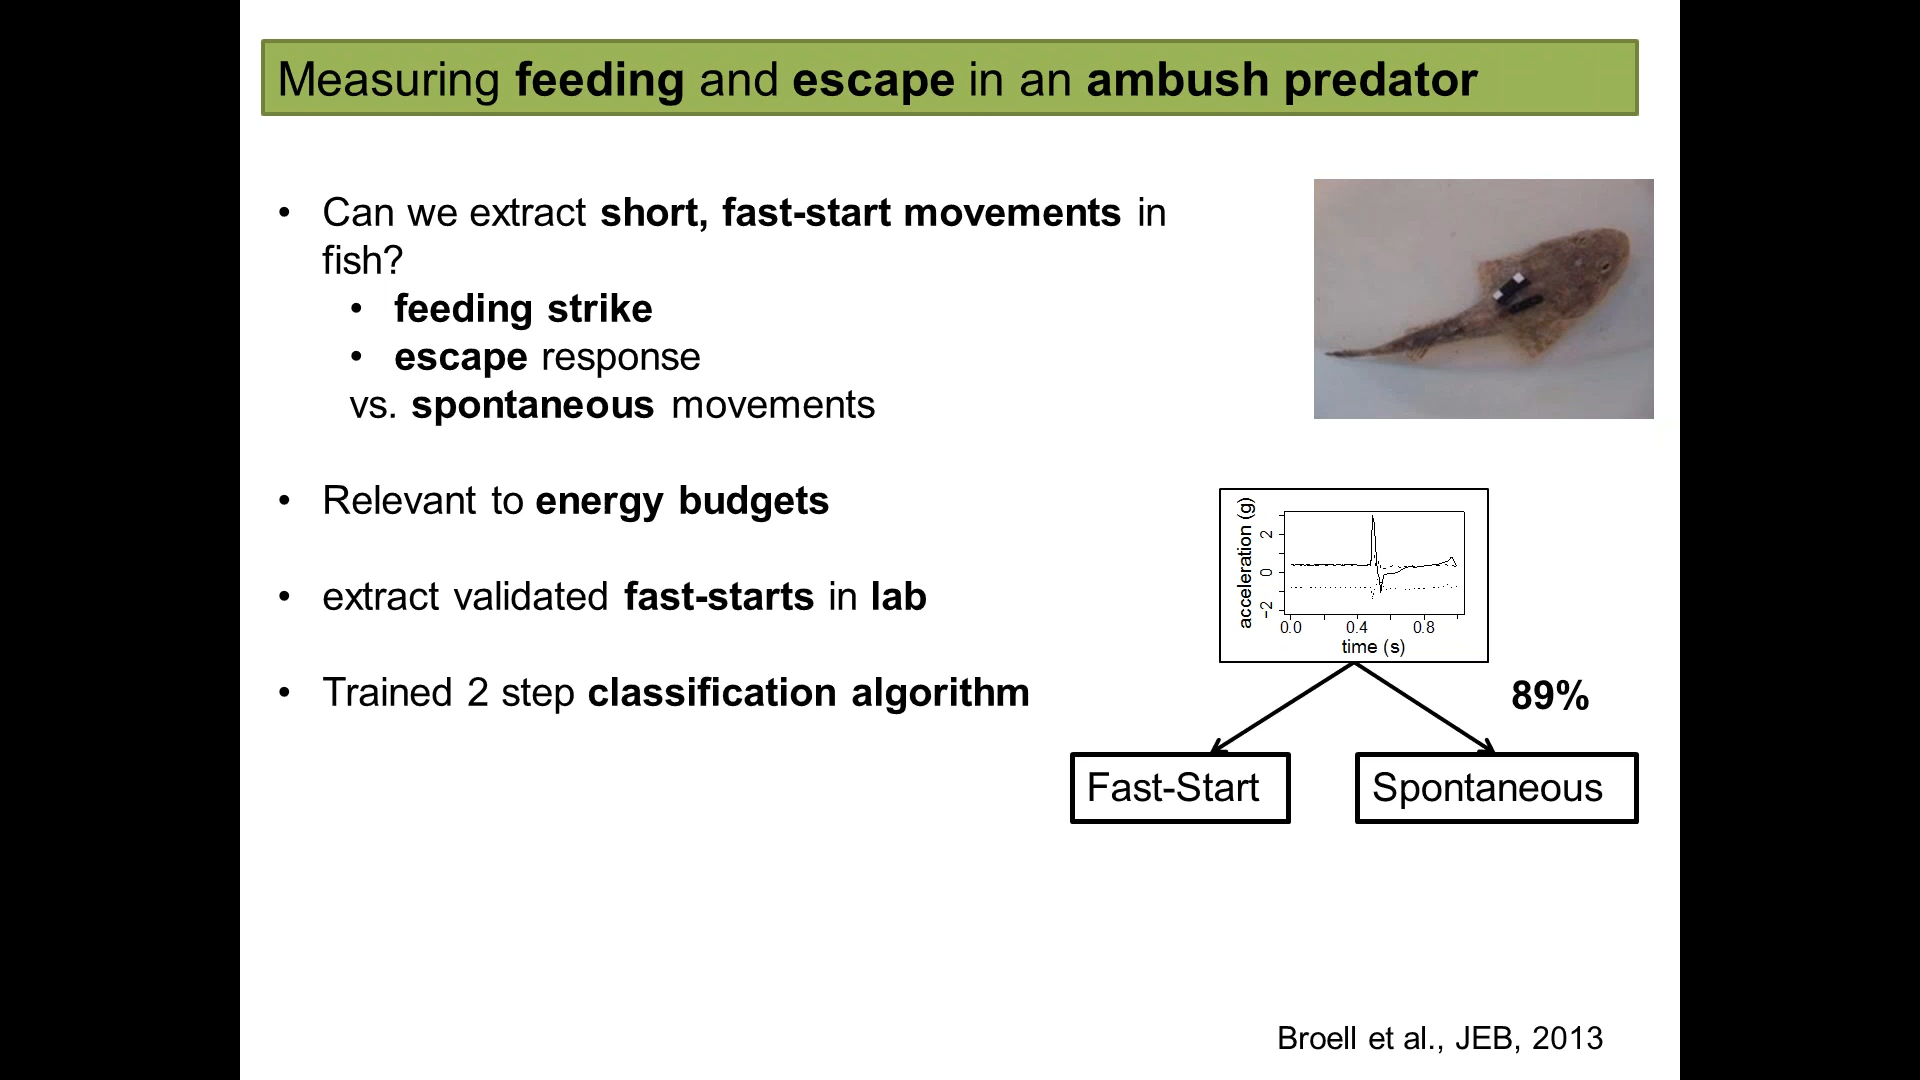 Measuring feeding and escape in an ambush predator
• Can we extract short, fast-start movements in
fish?
• feeding strike
• escape response
vs. spontaneous movements
• Relevant to energy budgets
• extract validated fast-starts in lab
• Trained 2 step classification algorithm
acceleration (g)
2
0
−2
0.0 0.4 0.8
time (s)
89%
Fast-Start
Spontaneous
Broell et al., JEB, 2013